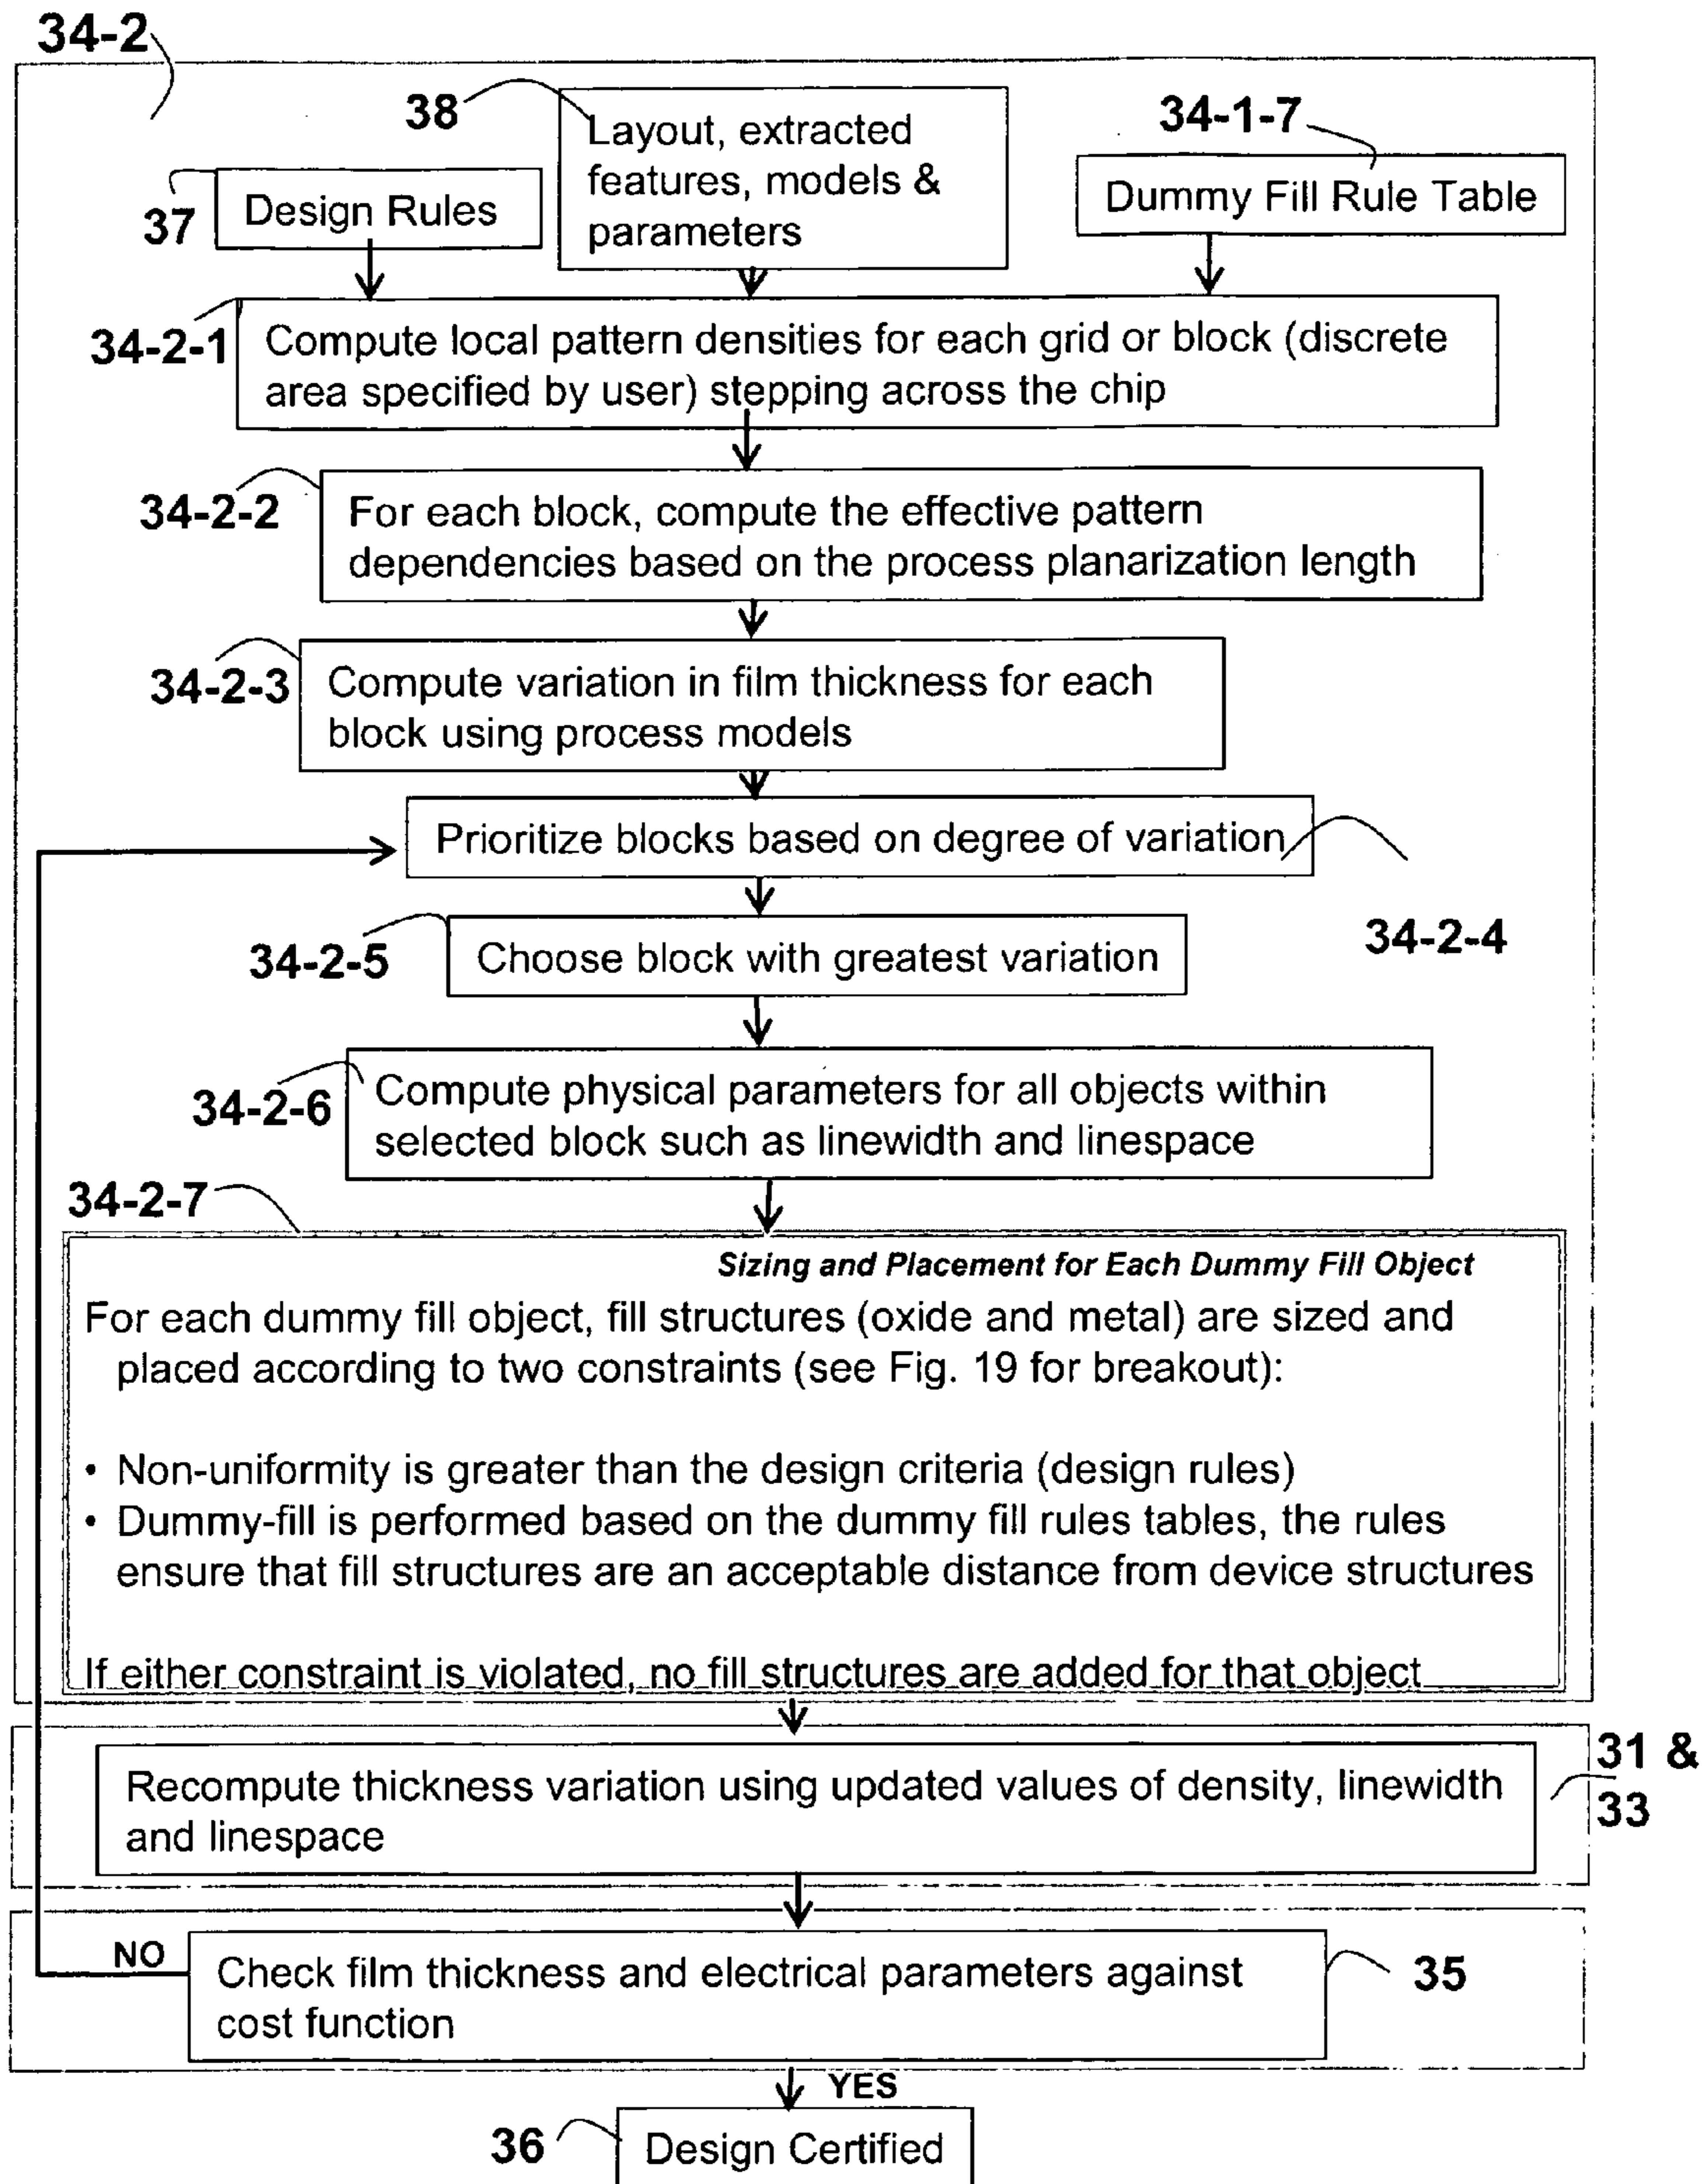 34-2
38
Layout, extracted
features, models &
parameters
34-1-7
Dummy Fill Rule Table
37
Design Rules
34-2-1
Compute local pattern densities for each grid or block (discrete
area specified by user) stepping across the chip
34-2-2
For each block, compute the effective pattern
dependencies based on the process planarization length
34-2-3
Compute variation in film thickness for each
block using process models
Prioritize blocks based on degree of variation
34-2-4
34-2-5
Choose block with greatest variation
34-2-6
Compute physical parameters for all objects within
selected block such as linewidth and linespace
34-2-7
Sizing and Placement for Each Dummy Fill Object
For each dummy fill object, fill structures (oxide and metal) are sized and
placed according to two constraints (see Fig. 19 for breakout):
• Non-uniformity is greater than the design criteria (design rules)
• Dummy-fill is performed based on the dummy fill rules tables, the rules
ensure that fill structures are an acceptable distance from device structures
If either constraint is violated, no fill structures are added for that object
31 &
33
Recompute thickness variation using updated values of density, linewidth
and linespace
NO
Check film thickness and electrical parameters against
cost function
35
YES
36
Design Certified